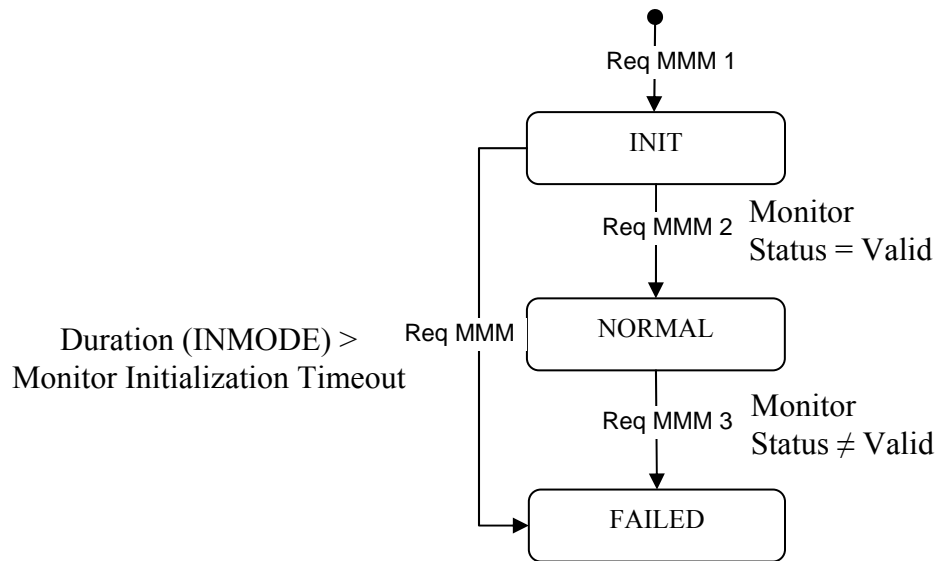 Req MMM 1
INIT
Req MMM 2
Monitor
Status = Valid
Duration (INMODE) >
Monitor Initialization Timeout
Req MMM
NORMAL
Req MMM 3
Monitor
Status ≠ Valid
FAILED